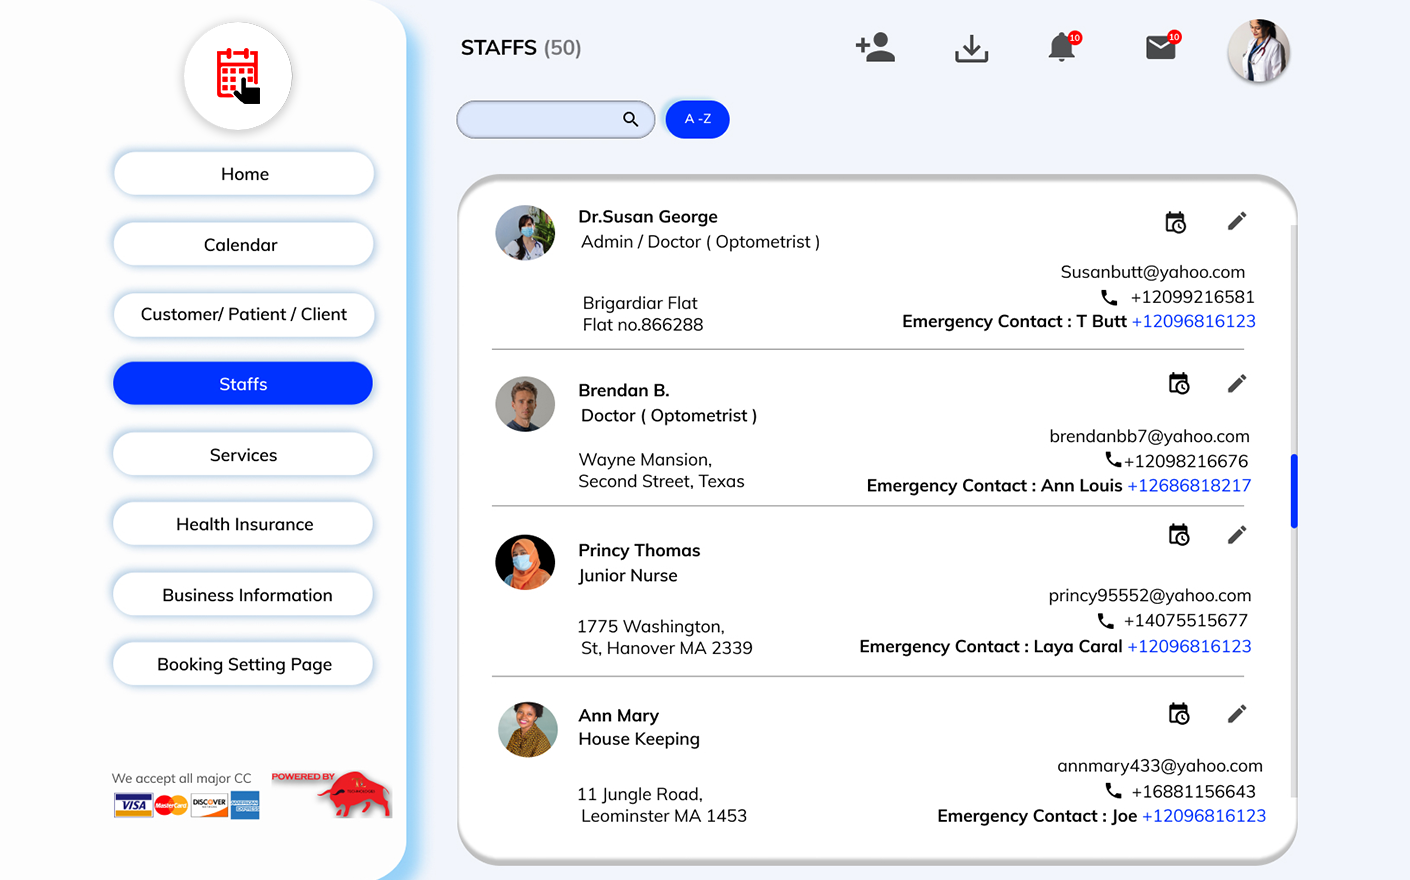 STAFFS (50)
10
10
A -Z
Home
Calendar
Customer/ Patient / Client
Staffs
Services
Health Insurance
Business Information
Booking Setting Page
We accept all major CC
VISA
MasterCard
DISCOVER
AMERICAN EXPRESS
POWERED BY
Dr.Susan George
Admin / Doctor ( Optometrist )
Brigardiar Flat
Flat no.866288
Susanbutt@yahoo.com
+12099216581
Emergency Contact : T Butt +12096816123
Brendan B.
Doctor ( Optometrist )
Wayne Mansion,
Second Street, Texas
brendanbb7@yahoo.com
+12098216676
Emergency Contact : Ann Louis +12686818217
Princy Thomas
Junior Nurse
1775 Washington,
St, Hanover MA 2339
princy95552@yahoo.com
+14075515677
Emergency Contact : Laya Caral +12096816123
Ann Mary
House Keeping
11 Jungle Road,
Leominster MA 1453
annmary433@yahoo.com
+16881156643
Emergency Contact : Joe +12096816123